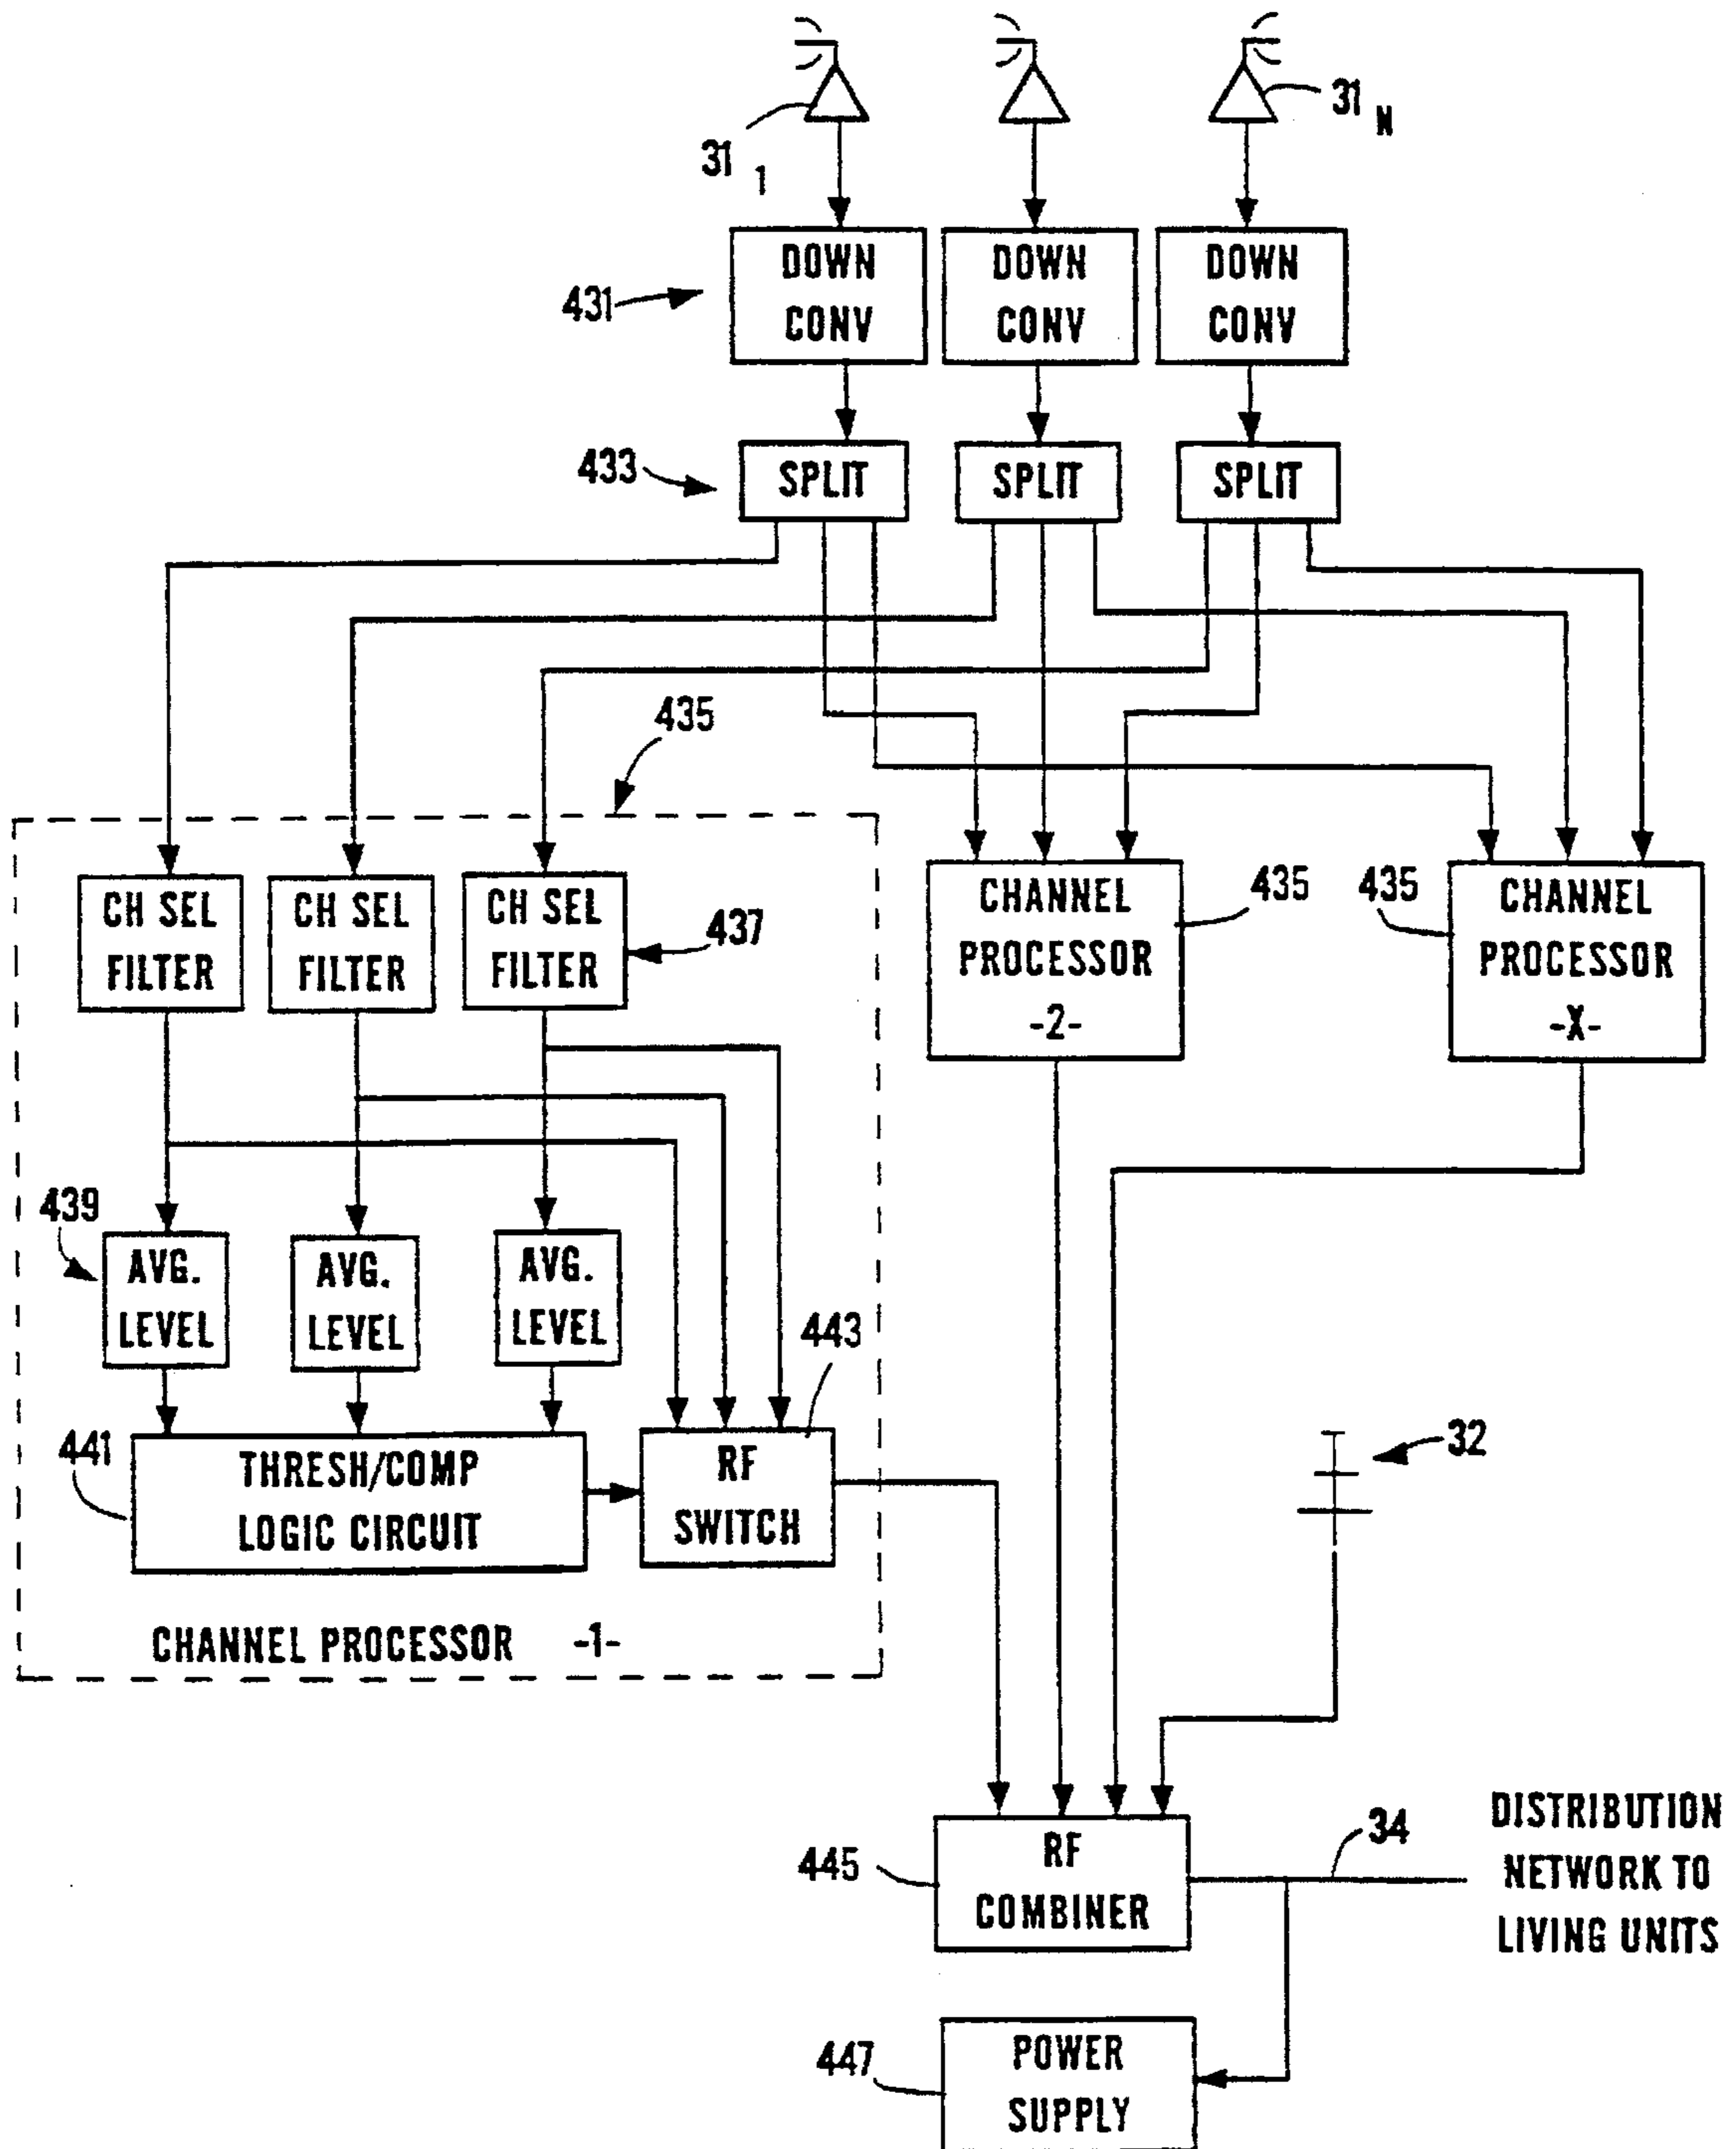 31 1
31 N
DOWN
CONV
DOWN
CONV
DOWN
CONV
431
433
SPLIT
SPLIT
SPLIT
435
CH SEL
FILTER
CH SEL
FILTER
CH SEL
FILTER
437
CHANNEL
PROCESSOR
-2-
435
435
CHANNEL
PROCESSOR
-X-
439
AVG.
LEVEL
AVG.
LEVEL
AVG.
LEVEL
443
441
THRESH/COMP
LOGIC CIRCUIT
RF
SWITCH
32
CHANNEL PROCESSOR -1-
445
RF
COMBINER
34
DISTRIBUTION
NETWORK TO
LIVING UNITS
447
POWER
SUPPLY